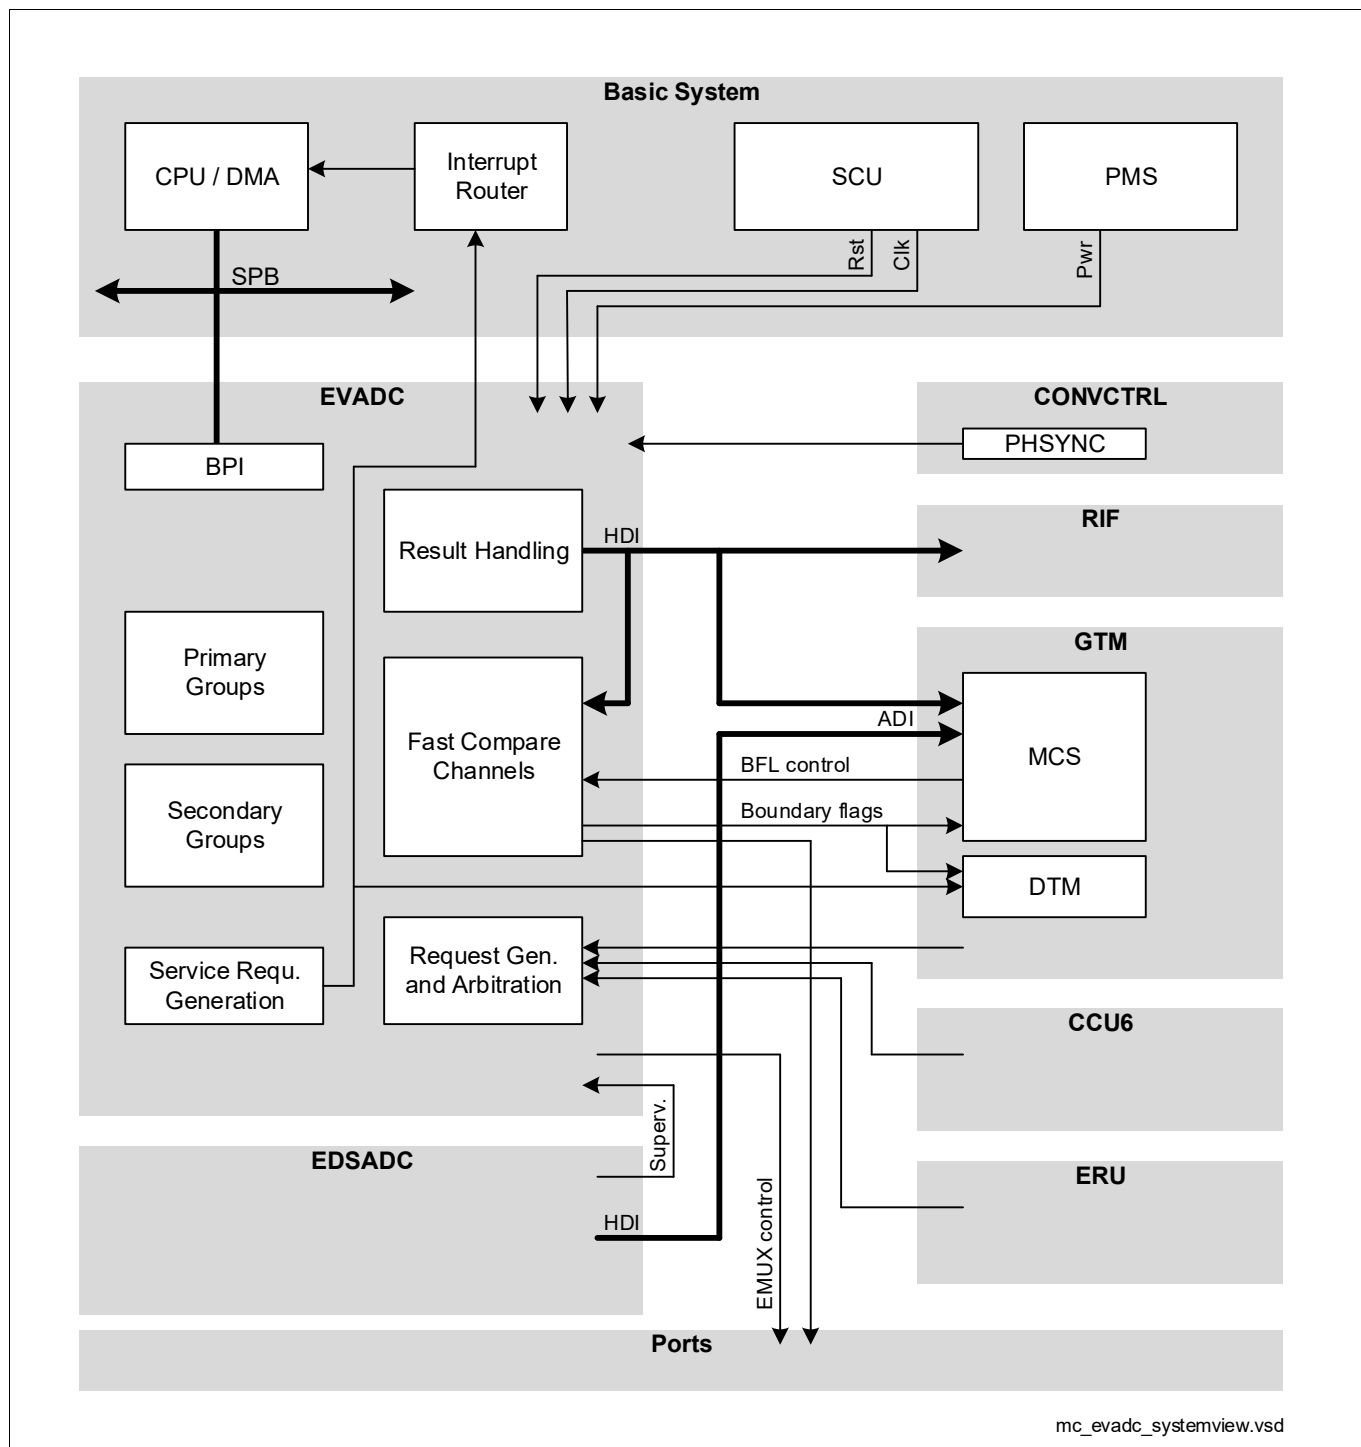 Basic System
CPU / DMA
Interrupt
Router
SCU
PMS
Rst
Clk
Pwr
SPB
EVADC
CONVCTRL
BPI
PHSYNC
Result Handling
HDI
RIF
Primary
Groups
GTM
Fast Compare
Channels
ADI
MCS
BFL control
Boundary flags
Secondary
Groups
DTM
Service Requ.
Generation
Request Gen.
and Arbitration
CCU6
Superv.
EDSADC
ERU
HDI
EMUX control
Ports
mc_evadc_systemview.vsd